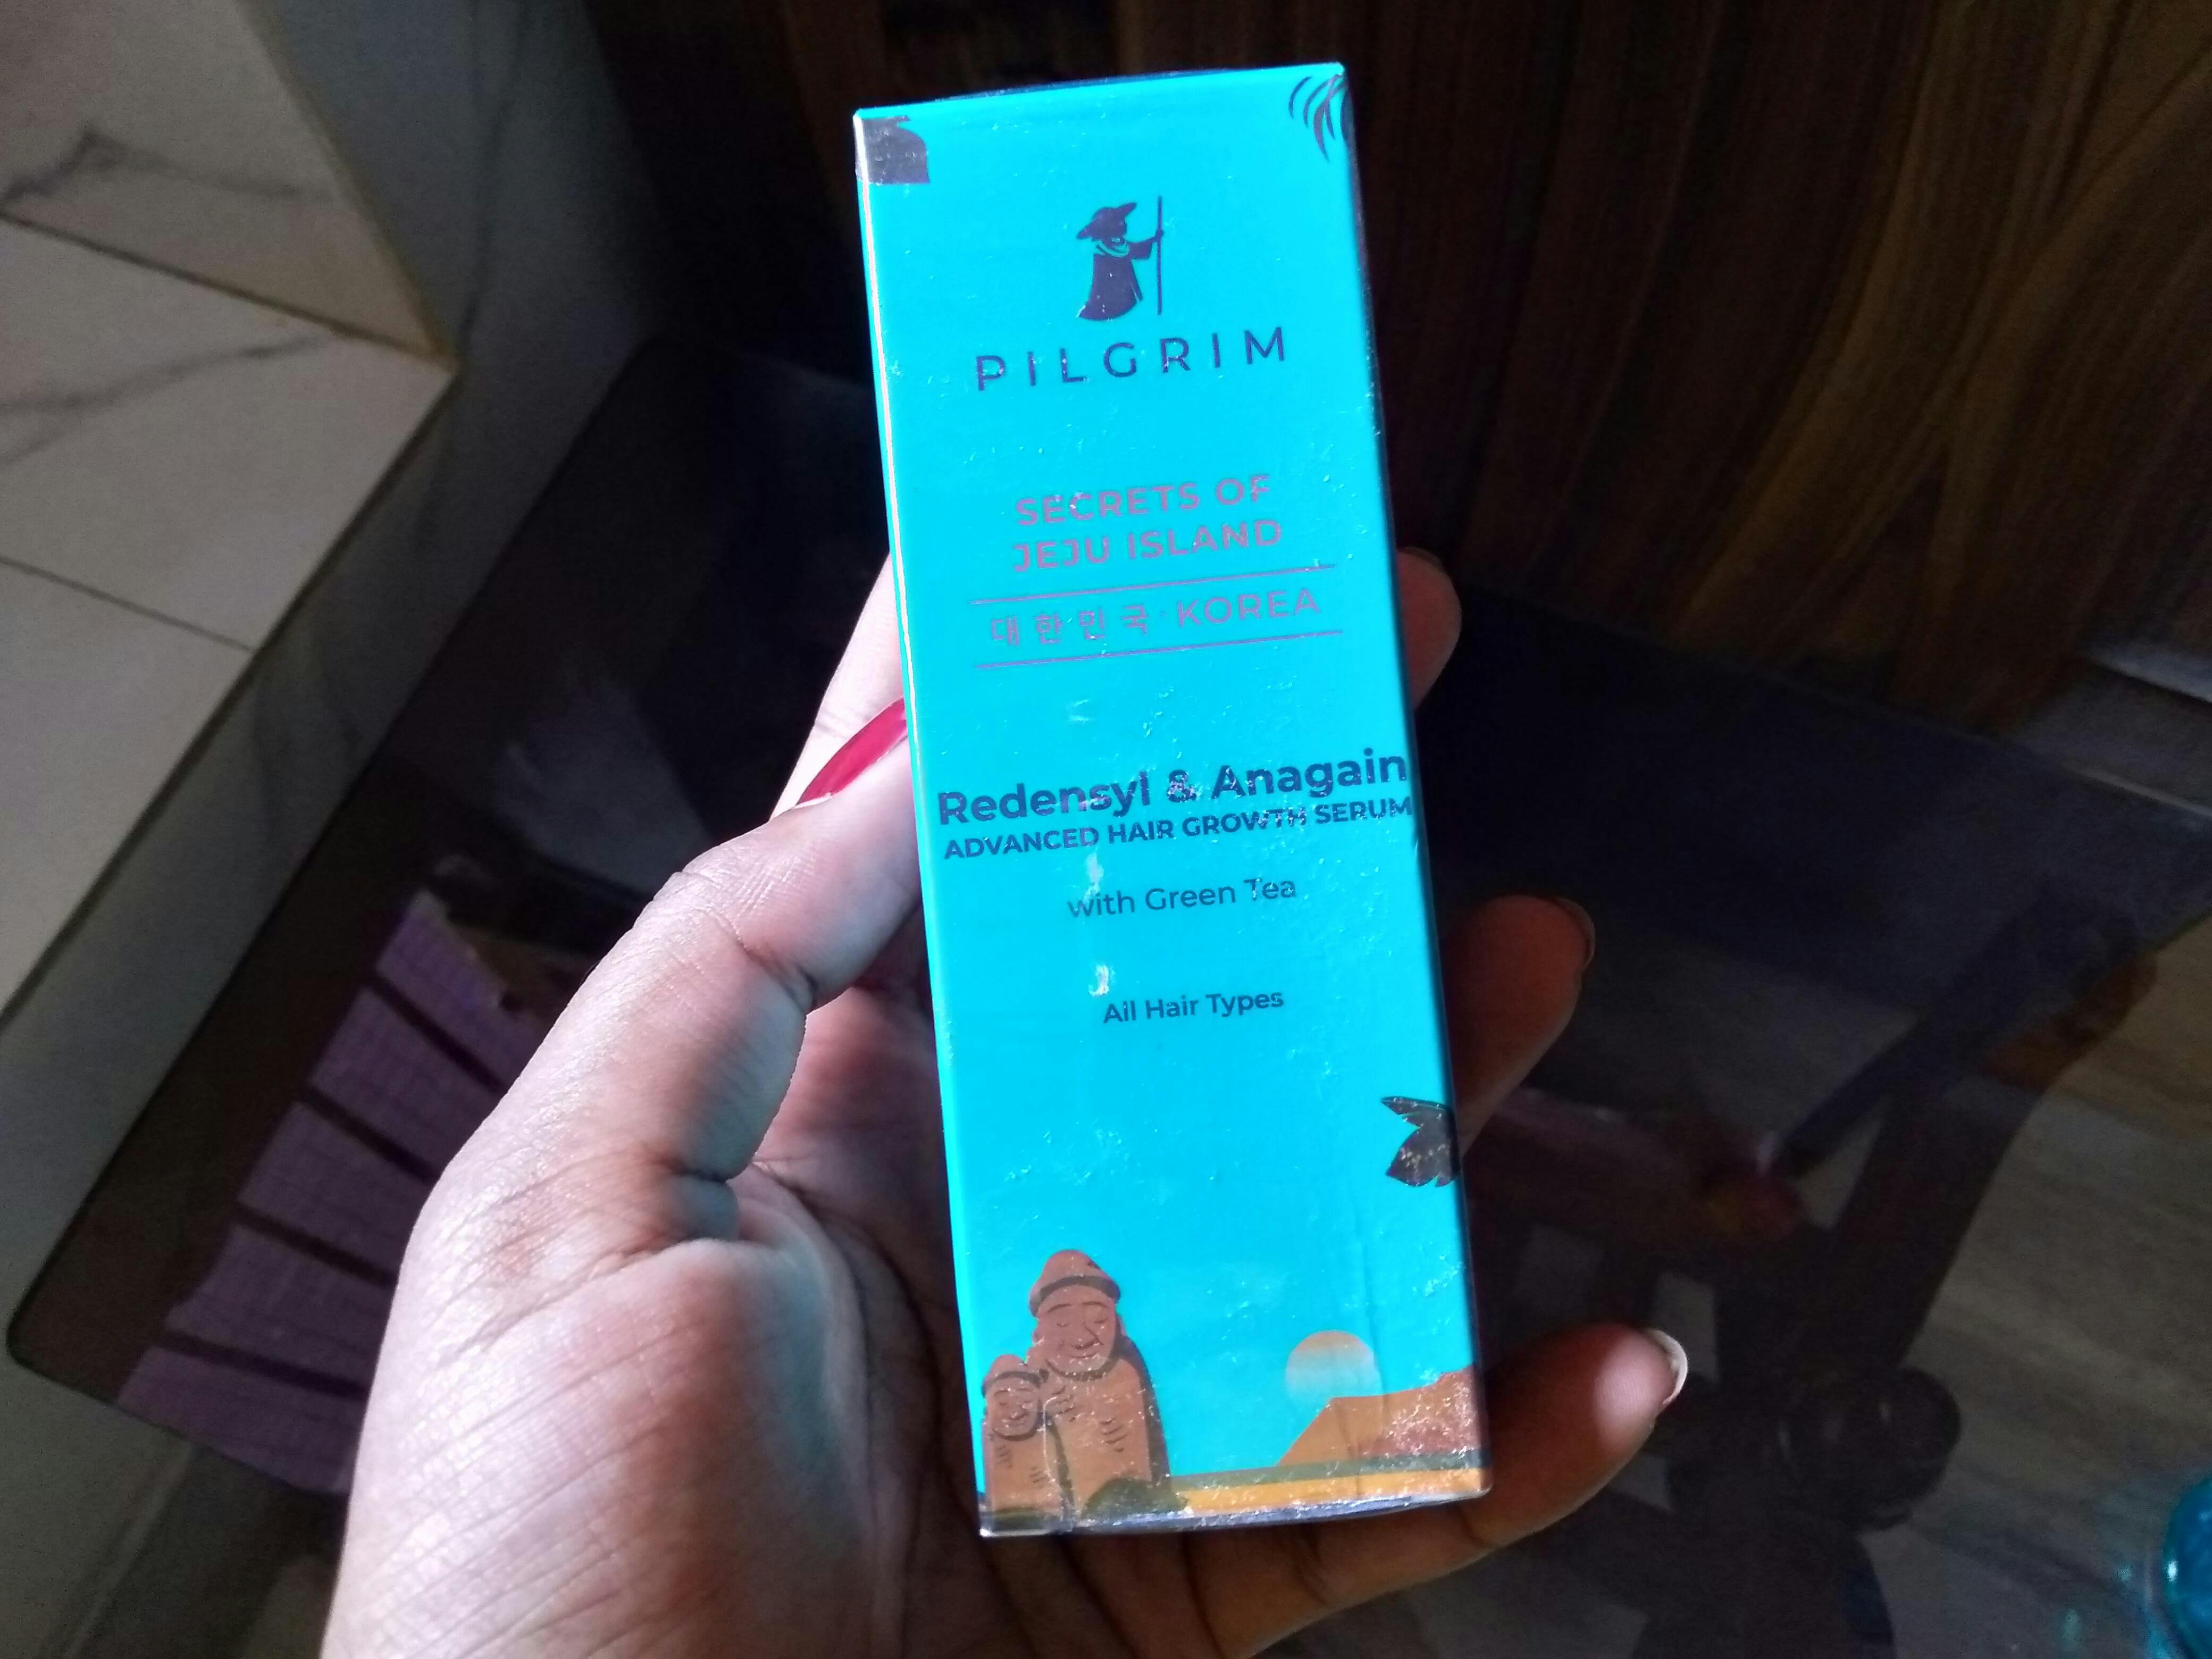 PILGRIM
SECRETS OF
JEJU ISLAND
대한민국·KOREA
Redensyl & Anagain
ADVANCED HAIR GROWTH SERUM
with Green Tea
All Hair Types